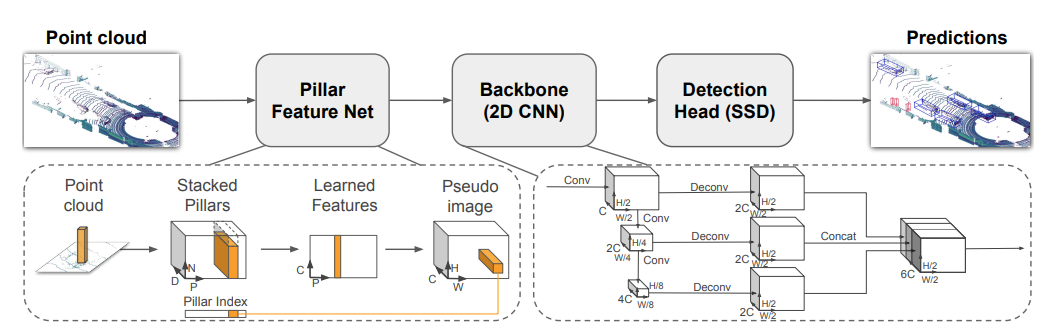 Point cloud
Predictions
Pillar
Feature Net
Backbone
(2D CNN)
Detection
Head (SSD)
Point
cloud
Stacked
Pillars
Learned
Features
Pseudo
image
D
N
P
C
P
C
H
W
Pillar Index
Conv
C
H/2
W/2
Deconv
2C
H/2
W/2
Conv
2C
H/4
W/4
Deconv
2C
H/2
W/2
Concat
6C
H/2
W/2
Conv
4C
H/8
W/8
Deconv
2C
H/2
W/2